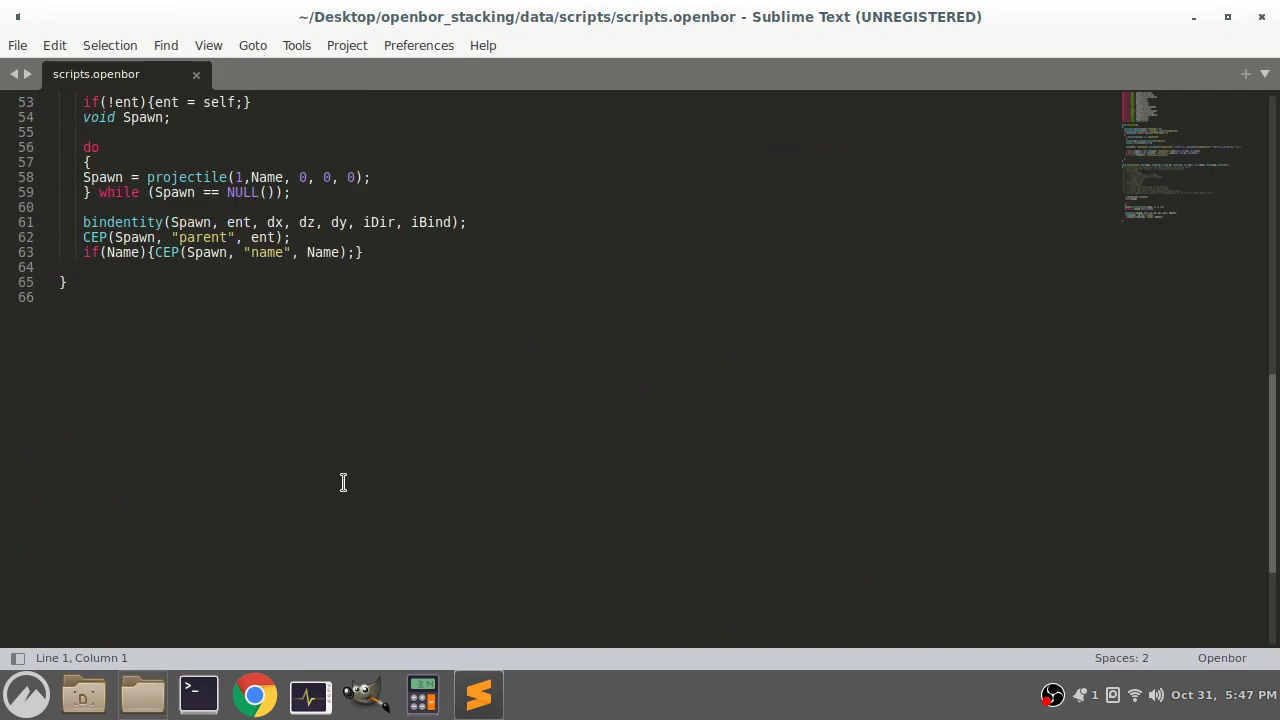 ~/Desktop/openbor_stacking/data/scripts/scripts.openbor - Sublime Text (UNREGISTERED)
File Edit Selection Find View Goto Tools Project Preferences Help
scripts.openbor
53 if(!ent){ent = self;}
54 void Spawn;
55
56 do
57 {
58 Spawn = projectile(1,Name, 0, 0, 0);
59 } while (Spawn == NULL());
60
61 bindentity(Spawn, ent, dx, dz, dy, iDir, iBind);
62 CEP(Spawn, "parent", ent);
63 if(Name){CEP(Spawn, "name", Name);}
64
65 }
66
Line 1, Column 1 Spaces: 2 Openbor
1 Oct 31, 5:47 PM